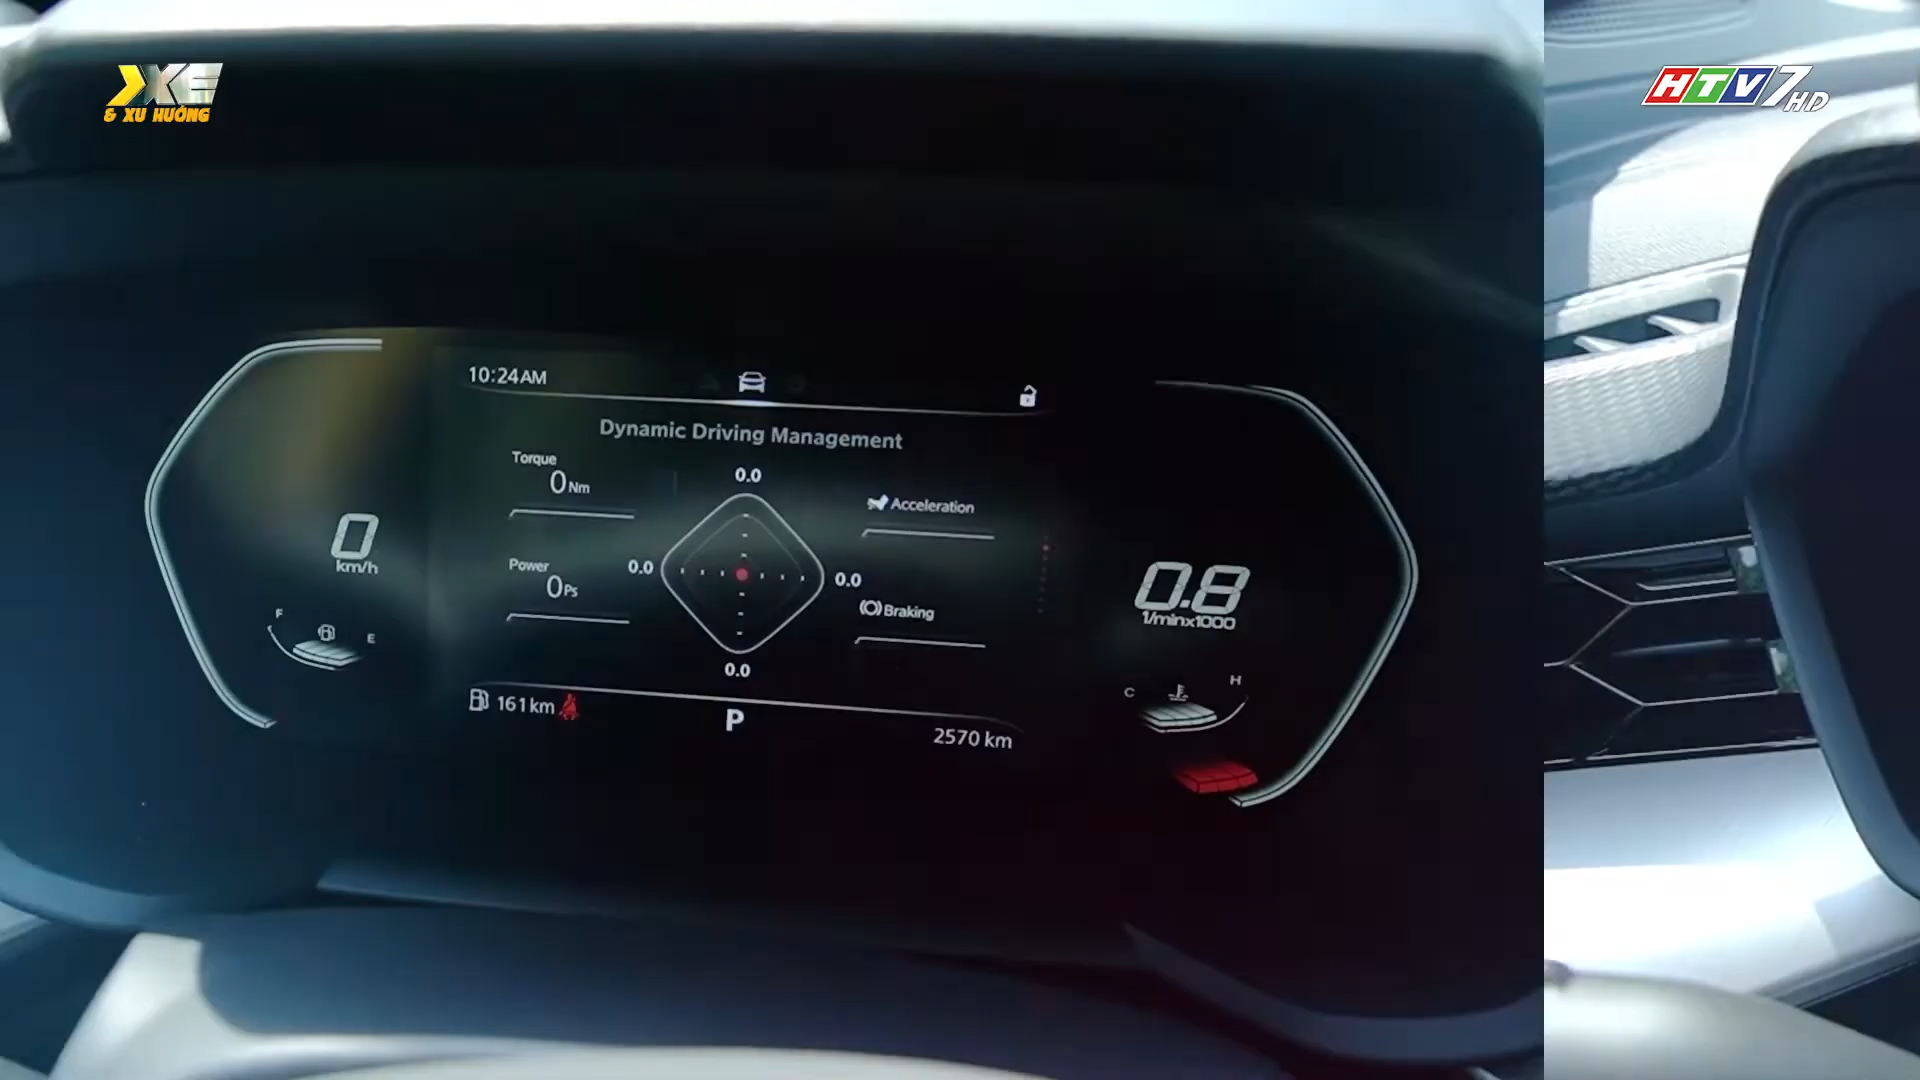 XE
& XU HƯỚNG
HTV7
HD
10:24AM
Dynamic Driving Management
Torque
0 Nm
0.0
Acceleration
0
km/h
Power
0 Ps
0.0
0.0
Braking
0.8
1/minx1000
F
E
0.0
C
H
161 km
P
2570 km